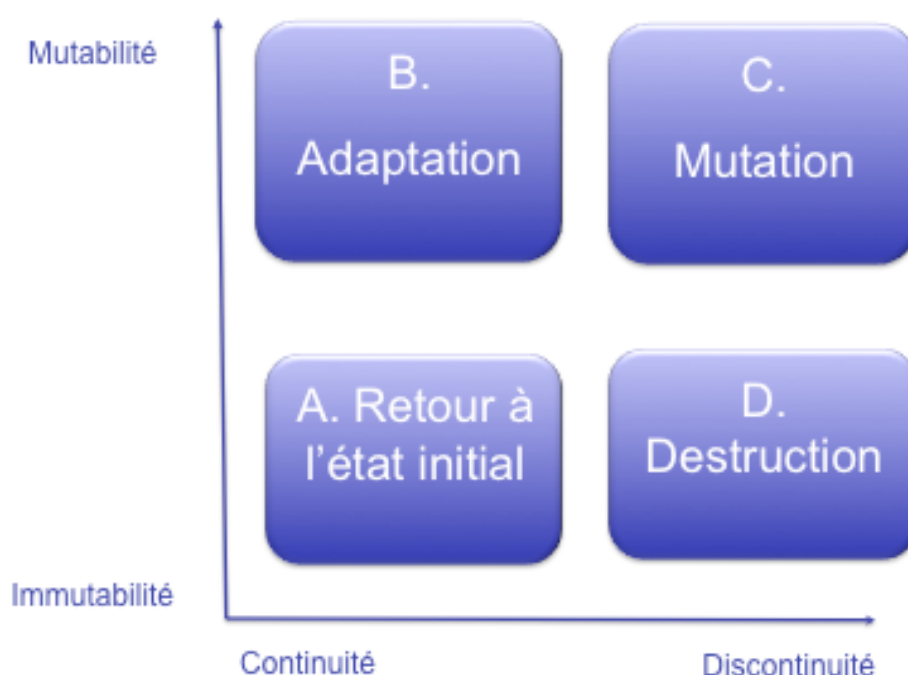 Mutabilité
B.
Adaptation
C.
Mutation
A. Retour à
l'état initial
D.
Destruction
Immutabilité
Continuité
Discontinuité